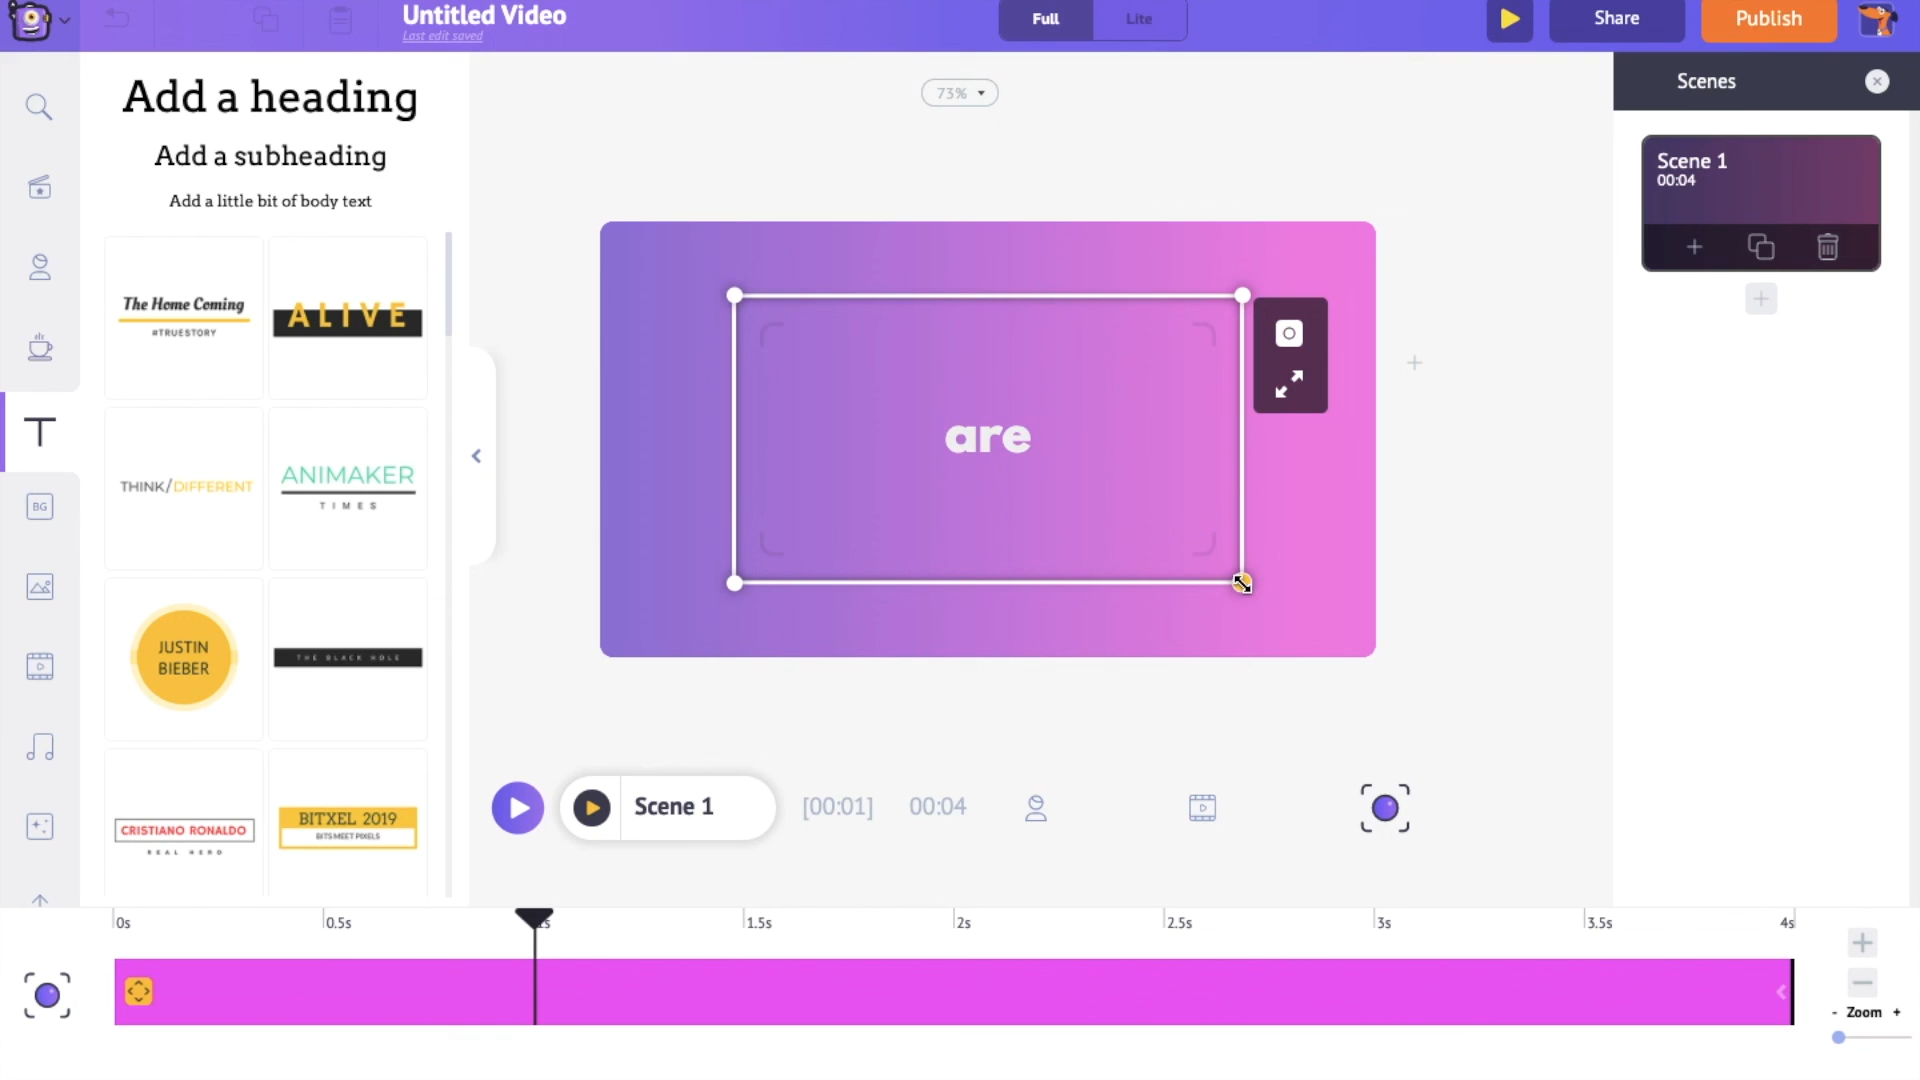 Untitled Video
Last edit saved
Full
Lite
Share
Publish
Add a heading
Add a subheading
Add a little bit of body text
73%
Scenes
Scene 1
00:04
The Home Coming
#TRUESTORY
ALIVE
THINK/DIFFERENT
ANIMAKER
TIMES
BG
are
JUSTIN
BIEBER
THE BLACK HOLE
CRISTIANO RONALDO
REAL HERO
BITXEL 2019
BITS MEET PIXELS
Scene 1
[00:01]
00:04
0s
0.5s
1.5s
2s
2.5s
3s
3.5s
4s
- Zoom +